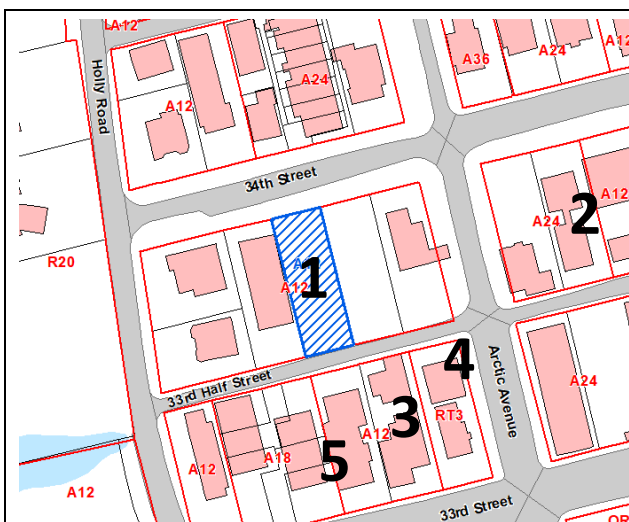 A12
A36
A24
A12
Holly Road
A24
A12
34th Street
A12
A24
2
R20
1
A12
33rd Half Street
4
Arctic Avenue
A24
3
RT3
A12
5
A18
A12
A12
33rd Street